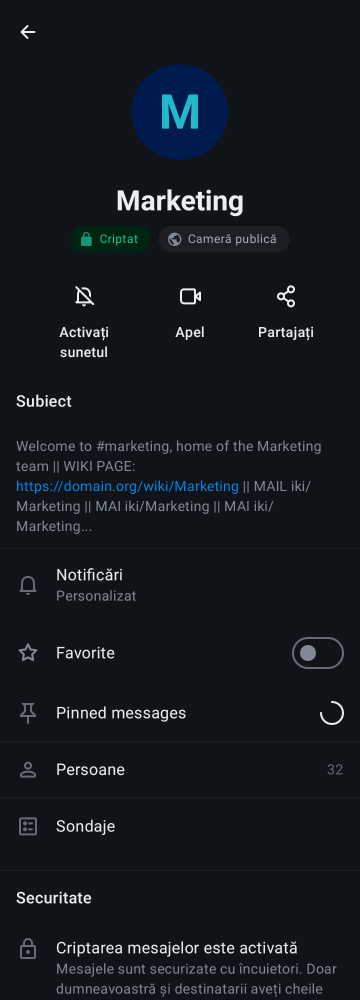 M
Marketing
Criptat
Cameră publică
Activați
sunetul
Apel
Partajați
Subiect
Welcome to #marketing, home of the Marketing
team || WIKI PAGE:
https://domain.org/wiki/Marketing || MAIL iki/
Marketing || MAI iki/Marketing || MAI iki/
Marketing...
Notificări
Personalizat
Favorite
Pinned messages
Persoane
32
Sondaje
Securitate
Criptarea mesajelor este activată
Mesajele sunt securizate cu încuietori. Doar
dumneavoastră și destinatarii aveți cheile